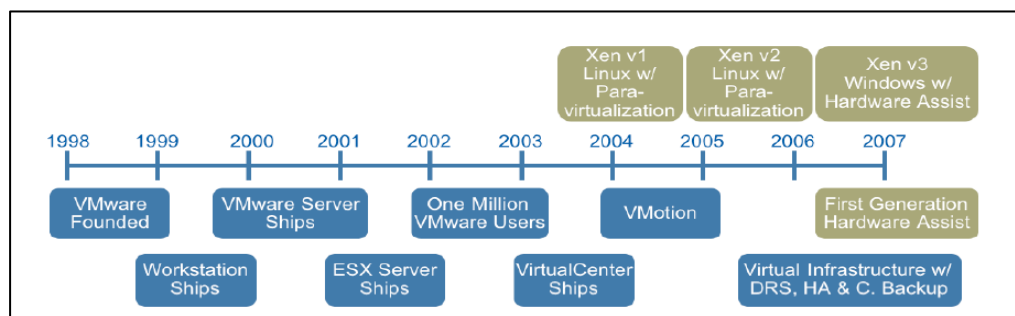 Xen v1
Linux w/
Para-
virtualization
Xen v2
Linux w/
Para-
virtualization
Xen v3
Windows w/
Hardware Assist
1998 1999 2000 2001 2002 2003 2004 2005 2006 2007
VMware
Founded
VMware Server
Ships
One Million
VMware Users
VMotion
First Generation
Hardware Assist
Workstation
Ships
ESX Server
Ships
VirtualCenter
Ships
Virtual Infrastructure w/
DRS, HA & C. Backup